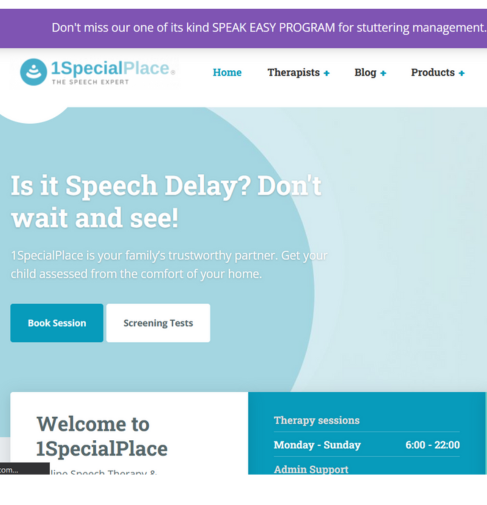 Don't miss our one of its kind SPEAK EASY PROGRAM for stuttering management.
1SpecialPlace®
THE SPEECH EXPERT
Home Therapists + Blog + Products +
Is it Speech Delay? Don't
wait and see!
1SpecialPlace is your family's trustworthy partner. Get your
child assessed from the comfort of your home.
Book Session Screening Tests
Welcome to
1SpecialPlace
Therapy sessions
Monday - Sunday 6:00 - 22:00
Admin Support
com...
line Speech Therapy &